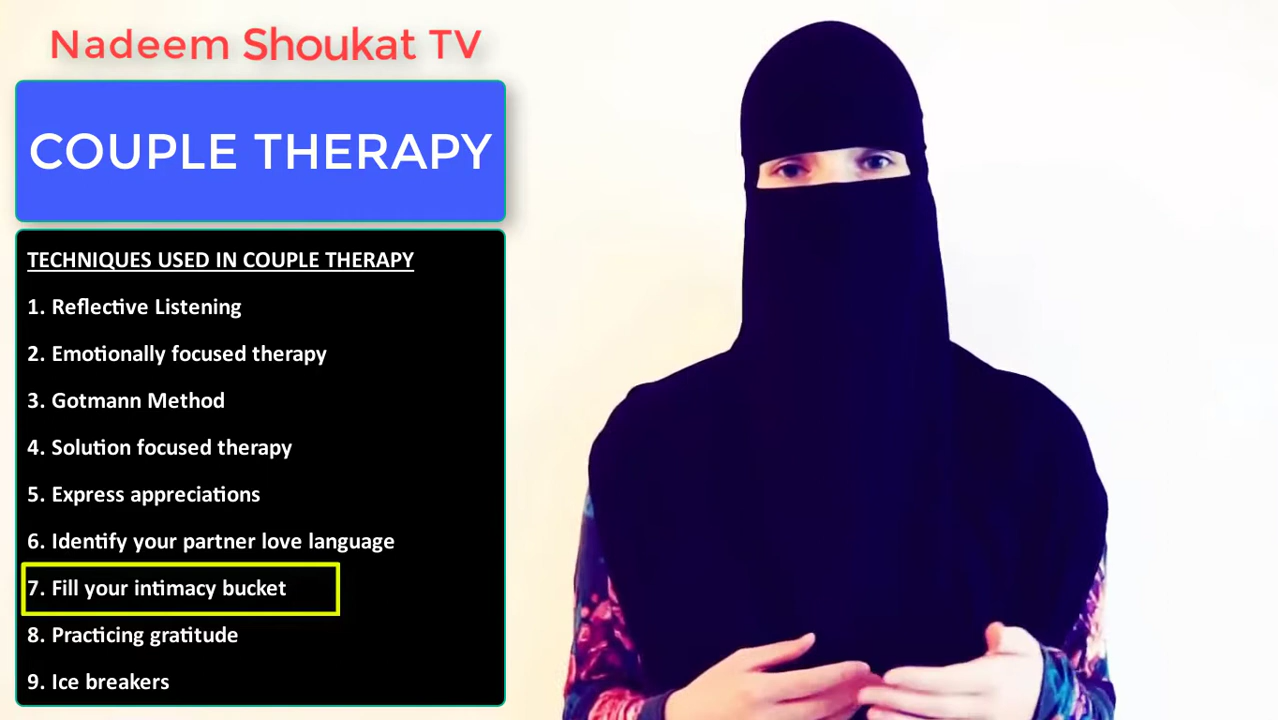 Nadeem Shoukat TV
COUPLE THERAPY
TECHNIQUES USED IN COUPLE THERAPY
1. Reflective Listening
2. Emotionally focused therapy
3. Gotmann Method
4. Solution focused therapy
5. Express appreciations
6. Identify your partner love language
7. Fill your intimacy bucket
8. Practicing gratitude
9. Ice breakers